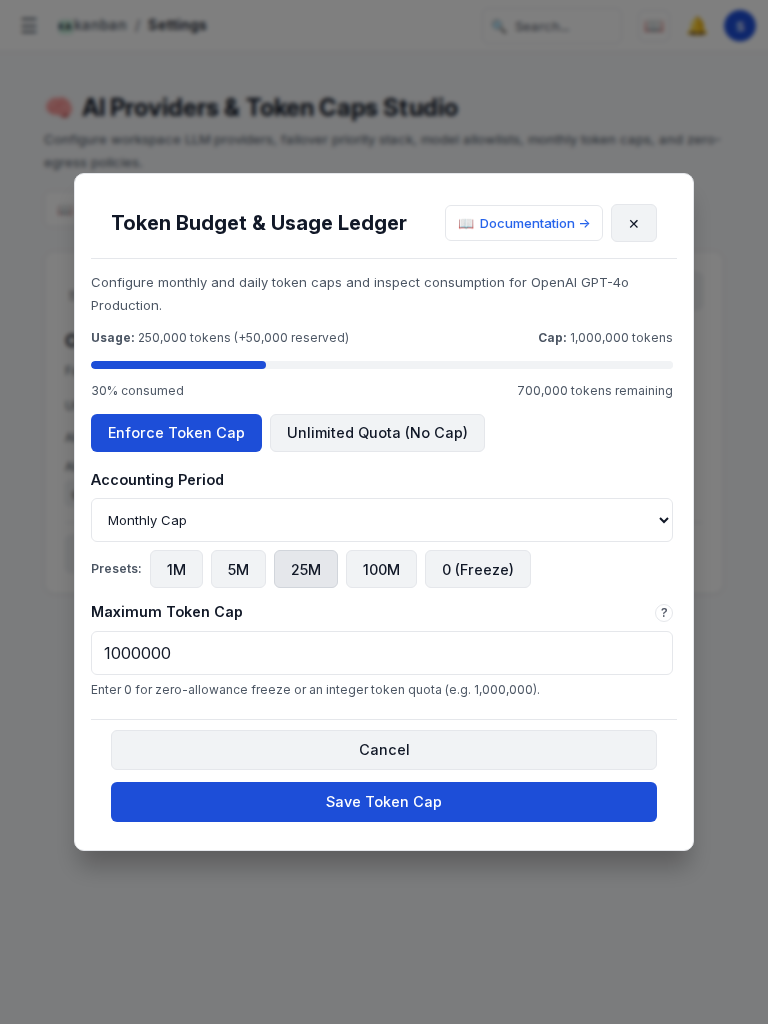 kanban / Settings
Search...
S
AI Providers & Token Caps Studio
Configure workspace LLM providers, failover priority stack, model allowlists, monthly token caps, and zero-
egress policies.
Token Budget & Usage Ledger
Documentation →
×
Configure monthly and daily token caps and inspect consumption for OpenAI GPT-4o
Production.
Usage: 250,000 tokens (+50,000 reserved)
Cap: 1,000,000 tokens
30% consumed
700,000 tokens remaining
Enforce Token Cap
Unlimited Quota (No Cap)
Accounting Period
Monthly Cap
Presets:
1M
5M
25M
100M
0 (Freeze)
Maximum Token Cap
?
1000000
Enter 0 for zero-allowance freeze or an integer token quota (e.g. 1,000,000).
Cancel
Save Token Cap